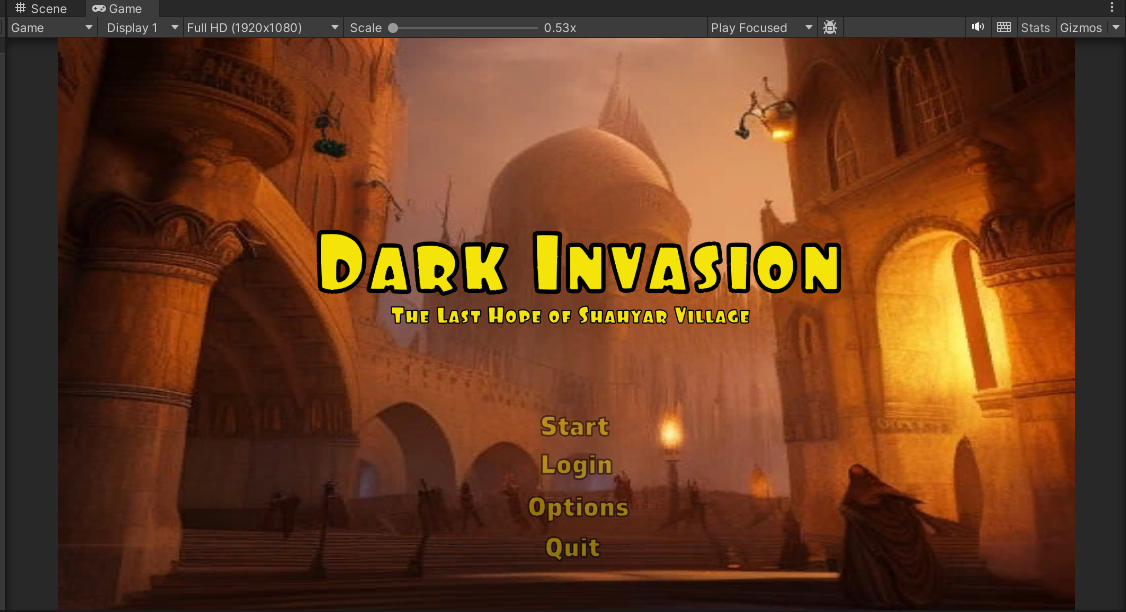 Scene Game
Game Display 1 Full HD (1920x1080) Scale 0.53x Play Focused Stats Gizmos
Dark Invasion
The Last Hope of Shahyar Village
Start
Login
Options
Quit